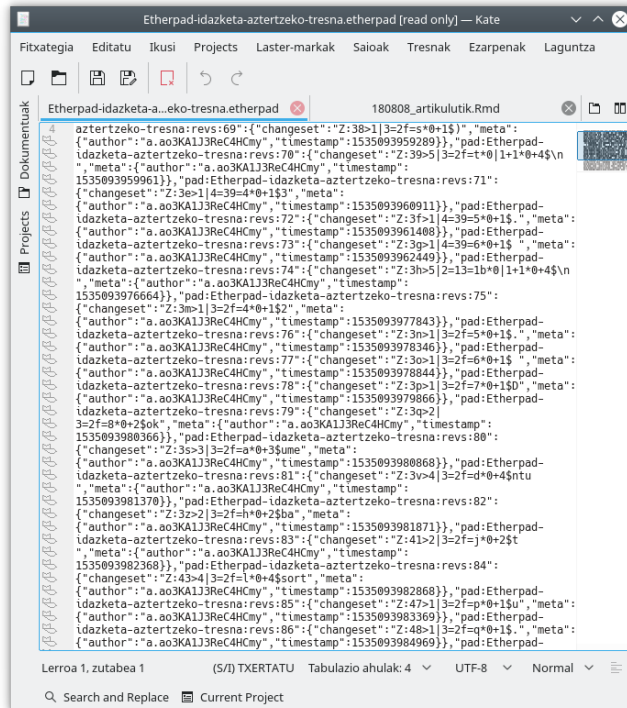 Etherpad-idazketa-aztertzeko-tresna.etherpad [read only] — Kate
Fitxategia Editatu Ikusi Projects Laster-markak Saioak Tresnak Ezarpenak Laguntza
Etherpad-idazketa-a...eko-tresna.etherpad 180808_artikulutik.Rmd
Dokumentuak
Projects
4 aztertzeko-tresna:revs:69":{"changeset":"Z:38>1|3=2f=s*0+1$)","meta":
{"author":"a.ao3KA1J3ReC4HCmy","timestamp":1535093959289}},"pad:Etherpad-
idazketa-aztertzeko-tresna:revs:70":{"changeset":"Z:39>5|3=2f=t*0|1+1*0+4$\n
","meta":{"author":"a.ao3KA1J3ReC4HCmy","timestamp":
1535093959961}},"pad:Etherpad-idazketa-aztertzeko-tresna:revs:71":
{"changeset":"Z:3e>1|4=39=4*0+1$3","meta":
{"author":"a.ao3KA1J3ReC4HCmy","timestamp":1535093960911}},"pad:Etherpad-
idazketa-aztertzeko-tresna:revs:72":{"changeset":"Z:3f>1|4=39=5*0+1$.","meta":
{"author":"a.ao3KA1J3ReC4HCmy","timestamp":1535093961408}},"pad:Etherpad-
idazketa-aztertzeko-tresna:revs:73":{"changeset":"Z:3g>1|4=39=6*0+1$ ","meta":
{"author":"a.ao3KA1J3ReC4HCmy","timestamp":1535093962449}},"pad:Etherpad-
idazketa-aztertzeko-tresna:revs:74":{"changeset":"Z:3h>5|2=13=1b*0|1+1*0+4$\n
","meta":{"author":"a.ao3KA1J3ReC4HCmy","timestamp":
1535093976664}},"pad:Etherpad-idazketa-aztertzeko-tresna:revs:75":
{"changeset":"Z:3m>1|3=2f=4*0+1$2","meta":
{"author":"a.ao3KA1J3ReC4HCmy","timestamp":1535093977843}},"pad:Etherpad-
idazketa-aztertzeko-tresna:revs:76":{"changeset":"Z:3n>1|3=2f=5*0+1$.","meta":
{"author":"a.ao3KA1J3ReC4HCmy","timestamp":1535093978346}},"pad:Etherpad-
idazketa-aztertzeko-tresna:revs:77":{"changeset":"Z:3o>1|3=2f=6*0+1$ ","meta":
{"author":"a.ao3KA1J3ReC4HCmy","timestamp":1535093978844}},"pad:Etherpad-
idazketa-aztertzeko-tresna:revs:78":{"changeset":"Z:3p>1|3=2f=7*0+1$D","meta":
{"author":"a.ao3KA1J3ReC4HCmy","timestamp":1535093979866}},"pad:Etherpad-
idazketa-aztertzeko-tresna:revs:79":{"changeset":"Z:3q>2|
3=2f=8*0+2$ok","meta":{"author":"a.ao3KA1J3ReC4HCmy","timestamp":
1535093980366}},"pad:Etherpad-idazketa-aztertzeko-tresna:revs:80":
{"changeset":"Z:3s>3|3=2f=a*0+3$ume","meta":
{"author":"a.ao3KA1J3ReC4HCmy","timestamp":1535093980868}},"pad:Etherpad-
idazketa-aztertzeko-tresna:revs:81":{"changeset":"Z:3v>4|3=2f=d*0+4$ntu
","meta":{"author":"a.ao3KA1J3ReC4HCmy","timestamp":
1535093981370}},"pad:Etherpad-idazketa-aztertzeko-tresna:revs:82":
{"changeset":"Z:3z>2|3=2f=h*0+2$ba","meta":
{"author":"a.ao3KA1J3ReC4HCmy","timestamp":1535093981871}},"pad:Etherpad-
idazketa-aztertzeko-tresna:revs:83":{"changeset":"Z:41>2|3=2f=j*0+2$t
","meta":{"author":"a.ao3KA1J3ReC4HCmy","timestamp":
1535093982368}},"pad:Etherpad-idazketa-aztertzeko-tresna:revs:84":
{"changeset":"Z:43>4|3=2f=l*0+4$sort","meta":
{"author":"a.ao3KA1J3ReC4HCmy","timestamp":1535093982868}},"pad:Etherpad-
idazketa-aztertzeko-tresna:revs:85":{"changeset":"Z:47>1|3=2f=p*0+1$u","meta":
{"author":"a.ao3KA1J3ReC4HCmy","timestamp":1535093983369}},"pad:Etherpad-
idazketa-aztertzeko-tresna:revs:86":{"changeset":"Z:48>1|3=2f=q*0+1$.","meta":
{"author":"a.ao3KA1J3ReC4HCmy","timestamp":1535093984969}},"pad:Etherpad-
Lerroa 1, zutabea 1 (S/I) TXERTATU Tabulazio ahulak: 4 UTF-8 Normal
Search and Replace Current Project